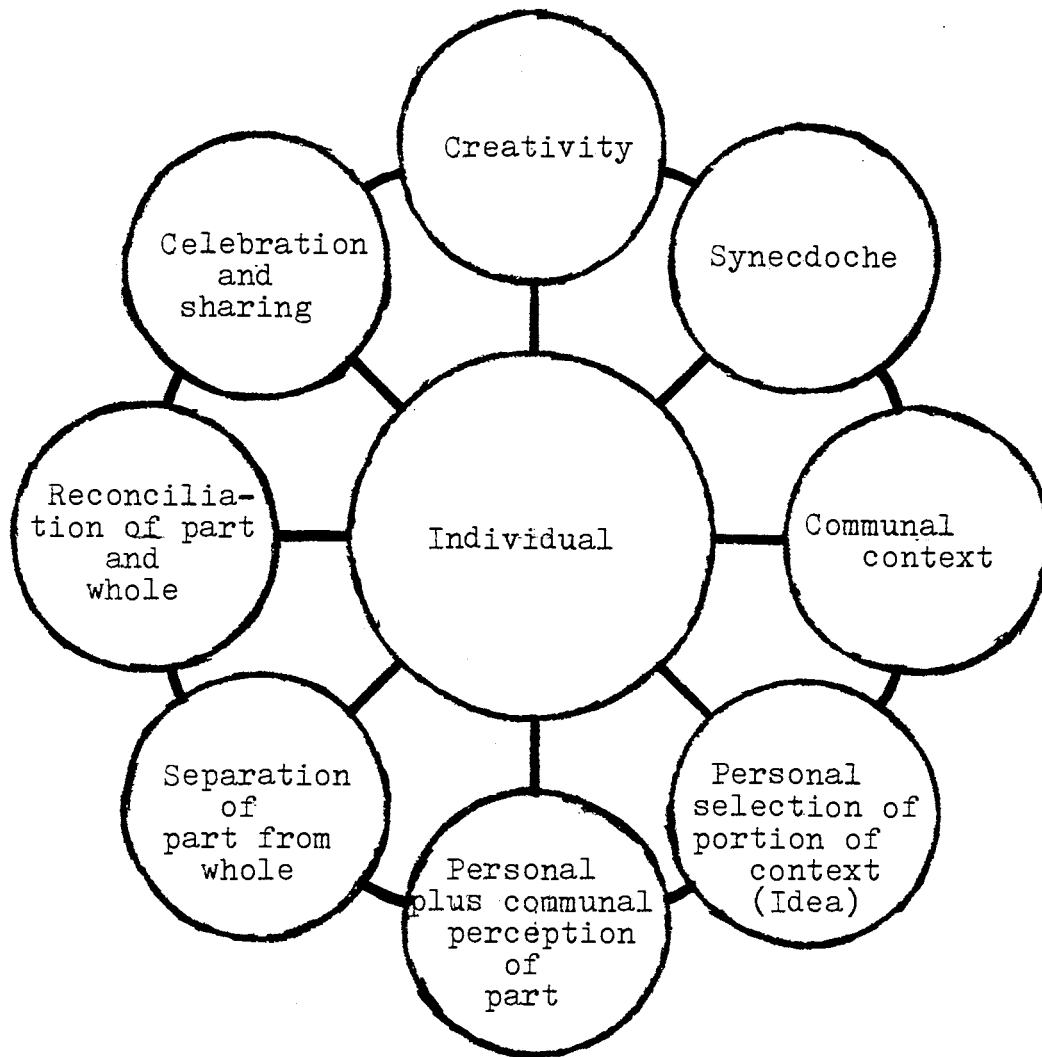 Creativity
Synecdoche
Communal
context
Personal
selection of
portion of
context
(Idea)
Personal
plus communal
perception
of
part
Separation
of
part from
whole
Reconcilia-
tion of part
and
whole
Celebration
and
sharing
Individual